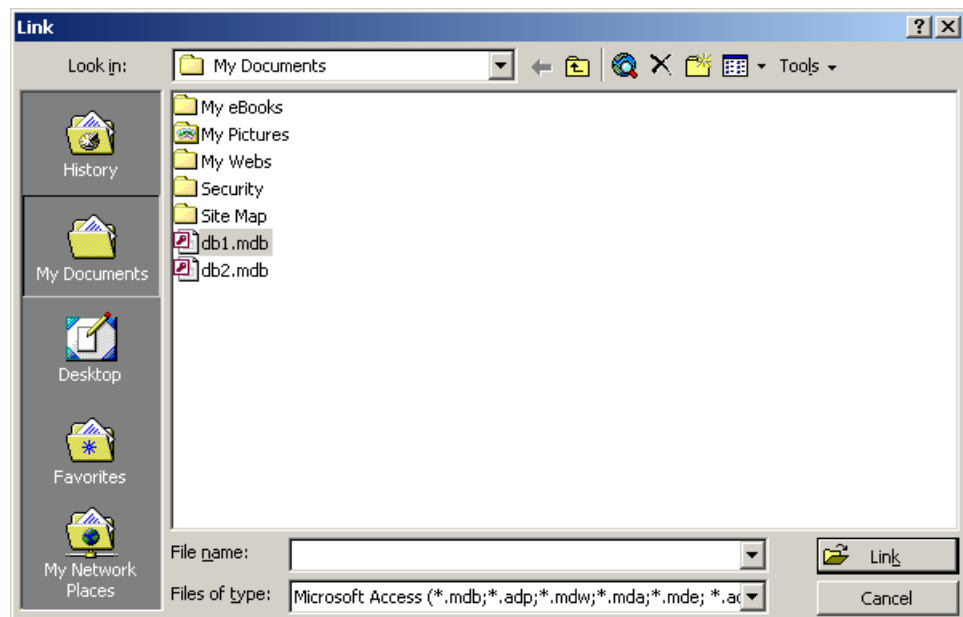 Link
Look in:
My Documents
Tools
My eBooks
My Pictures
My Webs
Security
Site Map
db1.mdb
db2.mdb
History
My Documents
Desktop
Favorites
My Network
Places
File name:
Link
Files of type:
Microsoft Access (*.mdb;*.adp;*.mdw;*.mda;*.mde; *.ac
Cancel